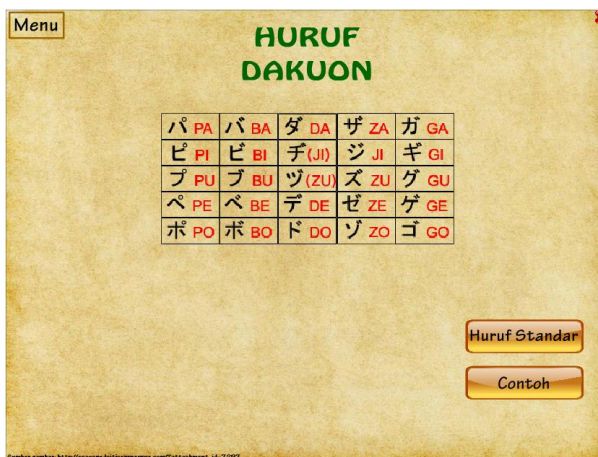 Menu
HURUF
DAKUON
パ PA バ BA ダ DA ザ ZA ガ GA
ピ PI ビ BI ヂ(JI) ジ JI ギ GI
プ PU ブ BU ヅ(ZU) ズ ZU グ GU
ペ PE ベ BE デ DE ゼ ZE ゲ GE
ポ PO ボ BO ド DO ゾ ZO ゴ GO
Huruf Standar
Contoh